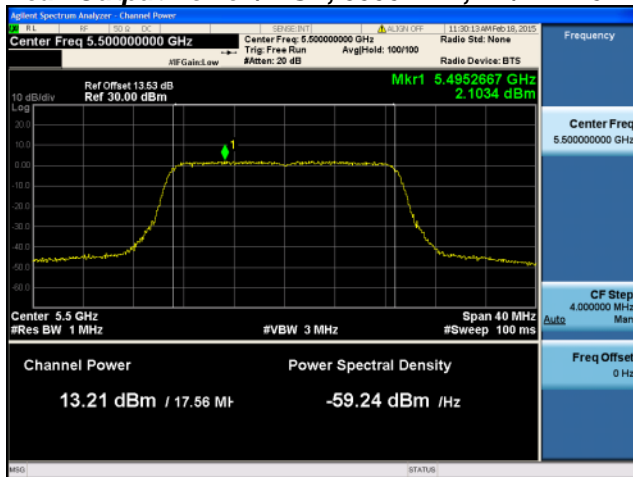 Agilent Spectrum Analyzer - Channel Power
RL RF 50 Ω DC SENSE:INT ALIGN OFF 11:30:13 AM Feb 18, 2015
Center Freq 5.500000000 GHz
Center Freq: 5.500000000 GHz
Radio Std: None
Trig: Free Run Avg|Hold: 100/100
#IFGain:Low #Atten: 20 dB Radio Device: BTS
Frequency
Mkr1 5.4952667 GHz
2.1034 dBm
Ref Offset 13.53 dB
10 dB/div Ref 30.00 dBm
Log
20.0
10.0
0.00
-10.0
-20.0
-30.0
-40.0
-50.0
-60.0
1
Center Freq
5.500000000 GHz
Center 5.5 GHz Span 40 MHz
#Res BW 1 MHz #VBW 3 MHz #Sweep 100 ms
CF Step
4.000000 MHz
Auto Man
Channel Power Power Spectral Density
13.21 dBm / 17.56 MH -59.24 dBm /Hz
Freq Offset
0 Hz
MSG STATUS